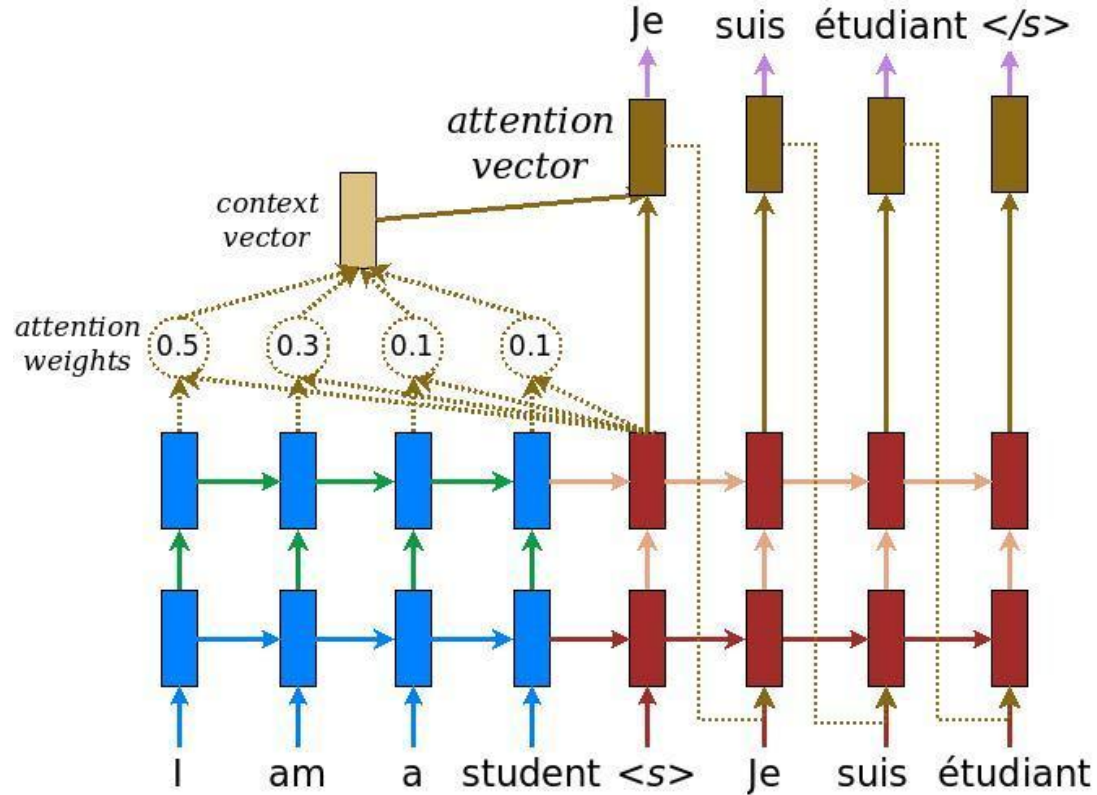 Je suis étudiant </s>
attention
vector
context
vector
attention
weights
0.5 0.3 0.1 0.1
I am a student <s> Je suis étudiant